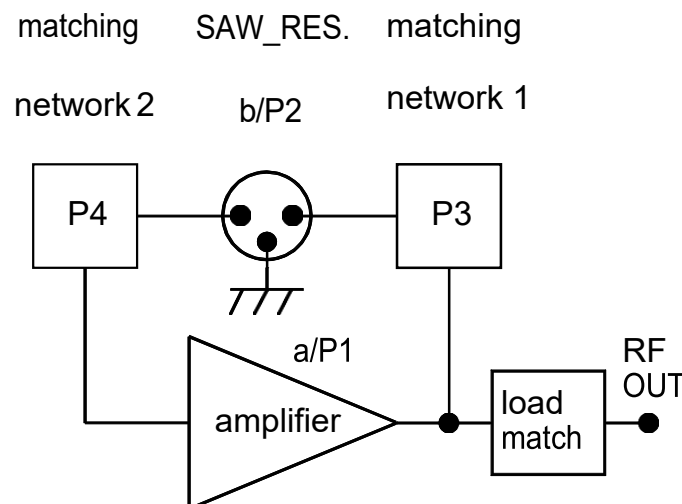 matching SAW_RES. matching
network 2 b/P2 network 1
P4 P3
a/P1
RF
OUT
amplifier
load
match